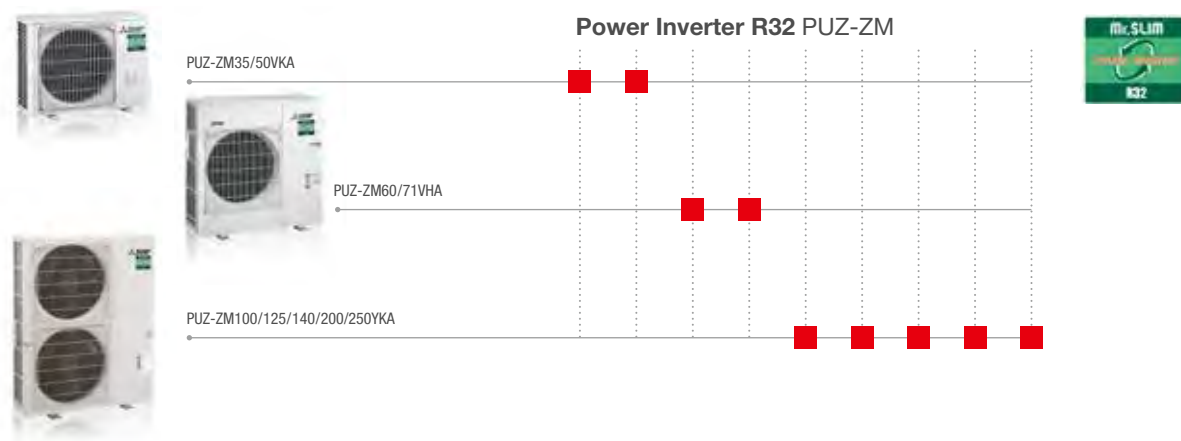 Power Inverter R32 PUZ-ZM
Mr.SLIM
R32
PUZ-ZM35/50VKA
PUZ-ZM60/71VHA
PUZ-ZM100/125/140/200/250YKA